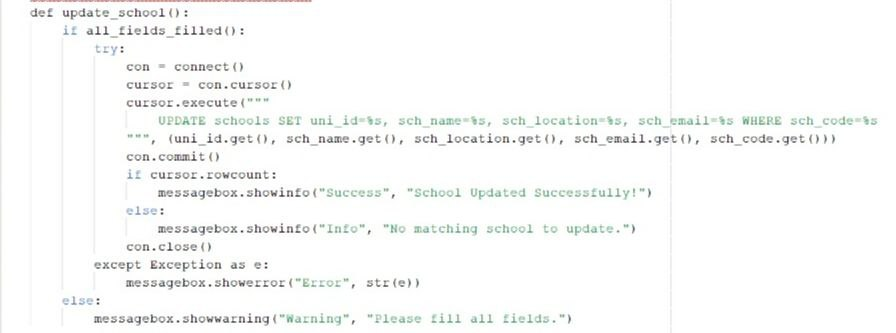 def update_school():
    if all_fields_filled():
        try:
            con = connect()
            cursor = con.cursor()
            cursor.execute("""
                UPDATE schools SET uni_id=%s, sch_name=%s, sch_location=%s, sch_email=%s WHERE sch_code=%s
            """, (uni_id.get(), sch_name.get(), sch_location.get(), sch_email.get(), sch_code.get()))
            con.commit()
            if cursor.rowcount:
                messagebox.showinfo("Success", "School Updated Successfully!")
            else:
                messagebox.showinfo("Info", "No matching school to update.")
            con.close()
        except Exception as e:
            messagebox.showerror("Error", str(e))
    else:
        messagebox.showwarning("Warning", "Please fill all fields.")